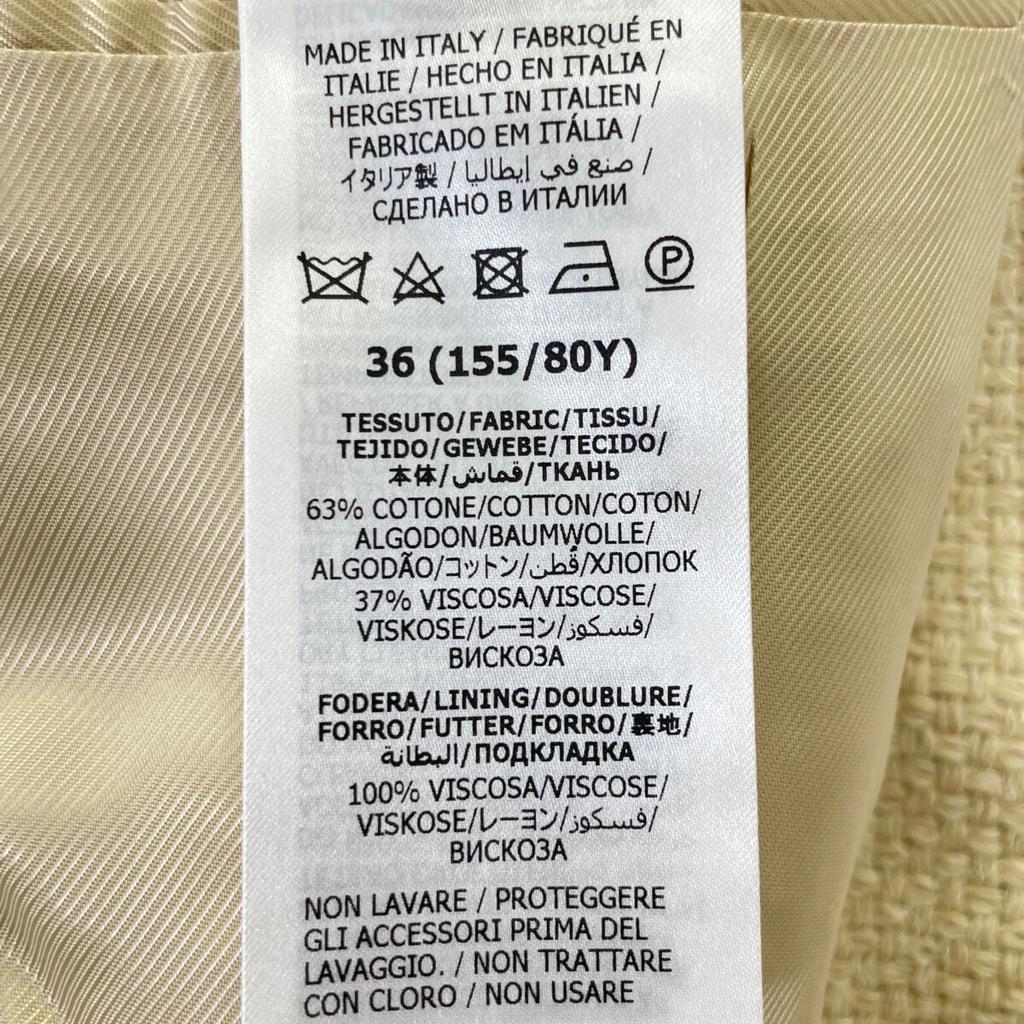 MADE IN ITALY / FABRIQUÉ EN
ITALIE / HECHO EN ITALIA /
HERGESTELLT IN ITALIEN /
FABRICADO EM ITÁLIA /
イタリア製 / صنع في إيطاليا /
СДЕЛАНО В ИТАЛИИ
P
36 (155/80Y)
TESSUTO/FABRIC/TISSU/
TEJIDO/GEWEBE/TECIDO/
本体/قماش/ТКАНЬ
63% COTONE/COTTON/COTON/
ALGODON/BAUMWOLLE/
ALGODÃO/コットン/قُطن/ХЛОПОК
37% VISCOSA/VISCOSE/
VISKOSE/レーヨン/فسكوز/
ВИСКОЗА
FODERA/LINING/DOUBLURE/
FORRO/FUTTER/FORRO/裏地/
البطانة/ПОДКЛАДКА
100% VISCOSA/VISCOSE/
VISKOSE/レーヨン/فسكوز/
ВИСКОЗА
NON LAVARE / PROTEGGERE
GLI ACCESSORI PRIMA DEL
LAVAGGIO. / NON TRATTARE
CON CLORO / NON USARE